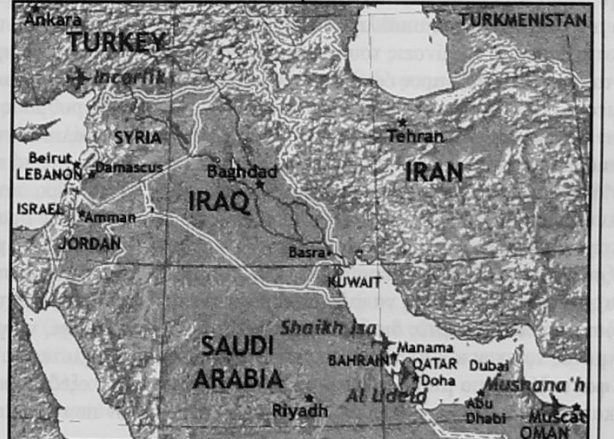 Ankara
TURKEY
TURKMENISTAN
Incorlik
SYRIA
Tehran
Beirut
LEBANON
Damascus
Baghdad
IRAN
ISRAEL
Amman
IRAQ
JORDAN
Basra
KUWAIT
Shaikh Isa
SAUDI
ARABIA
Manama
BAHRAIN
QATAR
Dubai
Doha
Mushana'h
Al Udeid
Riyadh
Abu
Dhabi
Muscat
OMAN